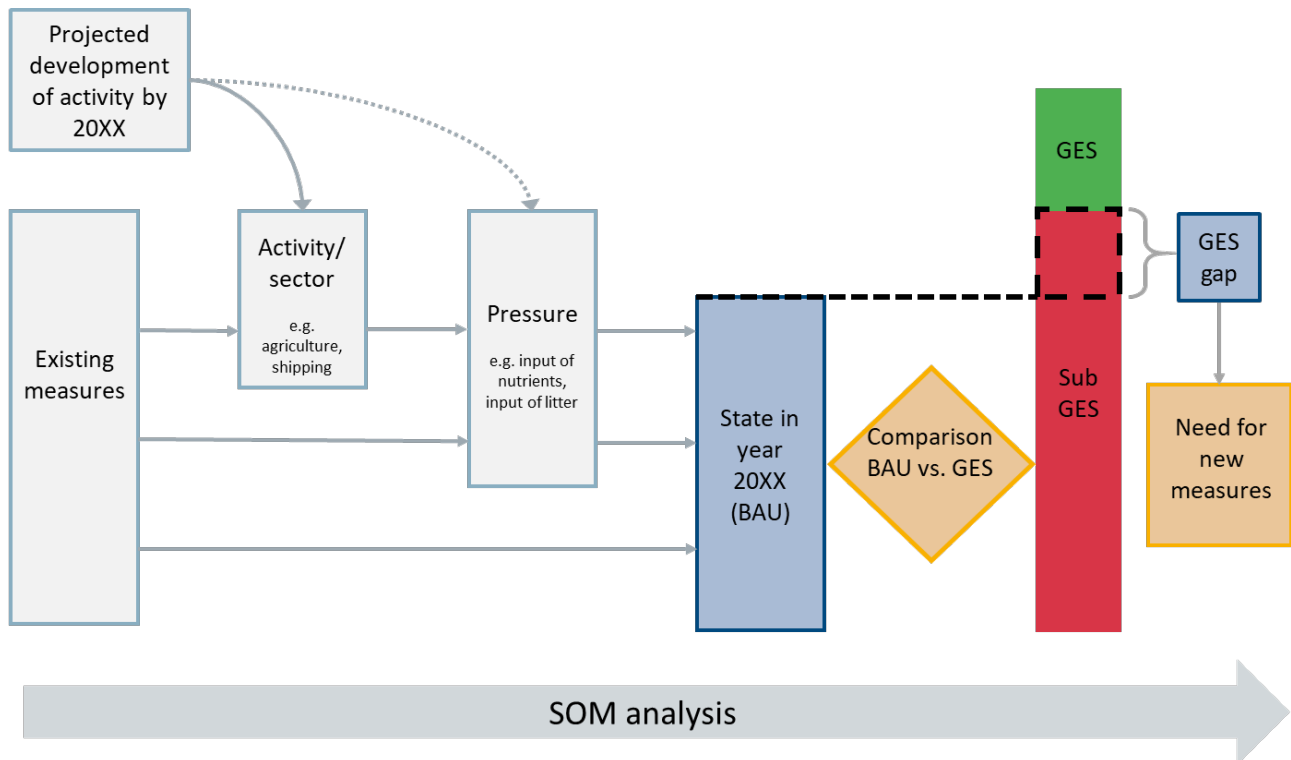 Projected
development
of activity by
20XX
Existing
measures
Activity/
sector
e.g.
agriculture,
shipping
Pressure
e.g. input of
nutrients,
input of litter
State in
year
20XX
(BAU)
Comparison
BAU vs. GES
GES
Sub
GES
GES
gap
Need for
new
measures
SOM analysis